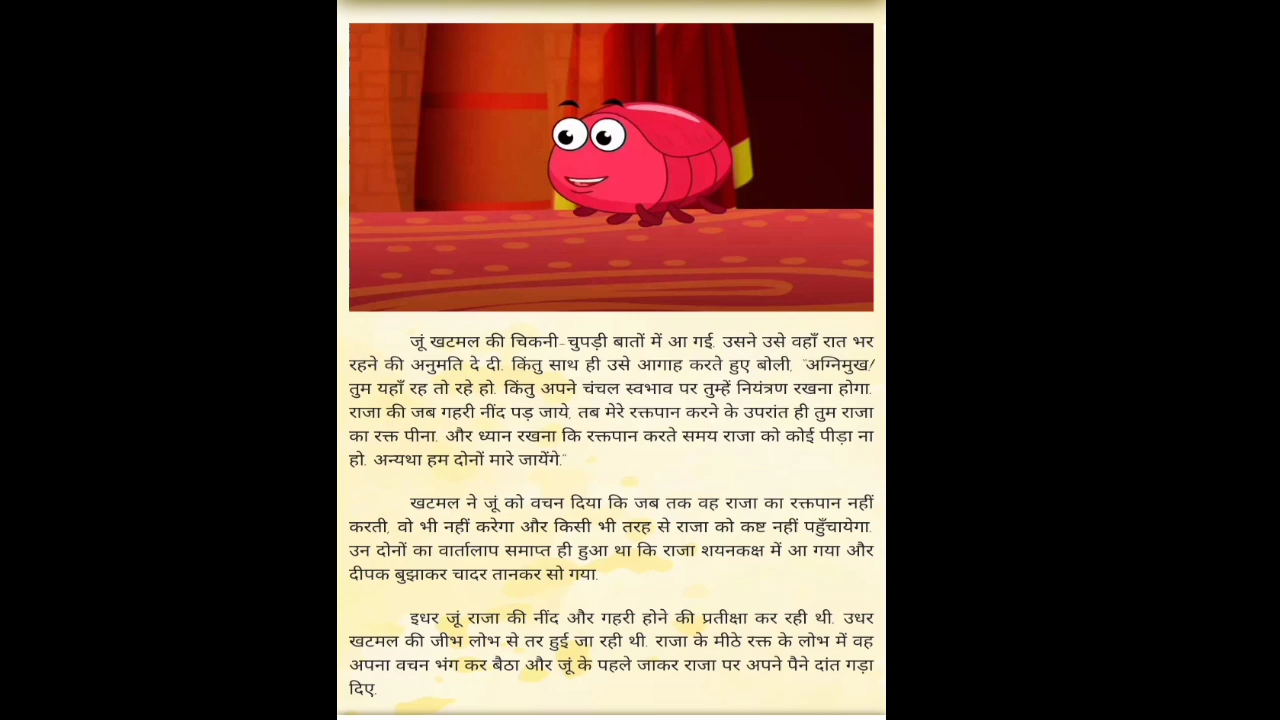 जूं खटमल की चिकनी-चुपड़ी बातों में आ गई. उसने उसे वहाँ रात भर
रहने की अनुमति दे दी. किंतु साथ ही उसे आगाह करते हुए बोली, "अग्निमुख!
तुम यहाँ रह तो रहे हो. किंतु अपने चंचल स्वभाव पर तुम्हें नियंत्रण रखना होगा.
राजा की जब गहरी नींद पड़ जाये, तब मेरे रक्तपान करने के उपरांत ही तुम राजा
का रक्त पीना. और ध्यान रखना कि रक्तपान करते समय राजा को कोई पीड़ा ना
हो. अन्यथा हम दोनों मारे जायेंगे."
खटमल ने जूं को वचन दिया कि जब तक वह राजा का रक्तपान नहीं
करती, वो भी नहीं करेगा और किसी भी तरह से राजा को कष्ट नहीं पहुँचायेगा.
उन दोनों का वार्तालाप समाप्त ही हुआ था कि राजा शयनकक्ष में आ गया और
दीपक बुझाकर चादर तानकर सो गया.
इधर जूं राजा की नींद और गहरी होने की प्रतीक्षा कर रही थी. उधर
खटमल की जीभ लोभ से तर हुई जा रही थी. राजा के मीठे रक्त के लोभ में वह
अपना वचन भंग कर बैठा और जूं के पहले जाकर राजा पर अपने पैने दांत गड़ा
दिए.